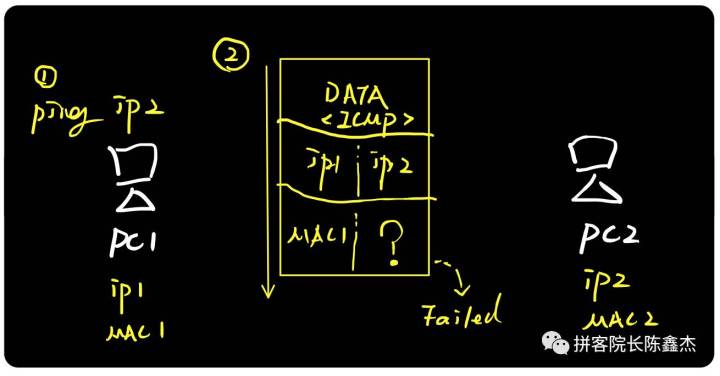 ①
ping ip2
PC1
ip1
MAC1
②
DATA
<ICMP>
ip1 ip2
MAC1 ?
Failed
PC2
ip2
MAC2
拼客院长陈鑫杰